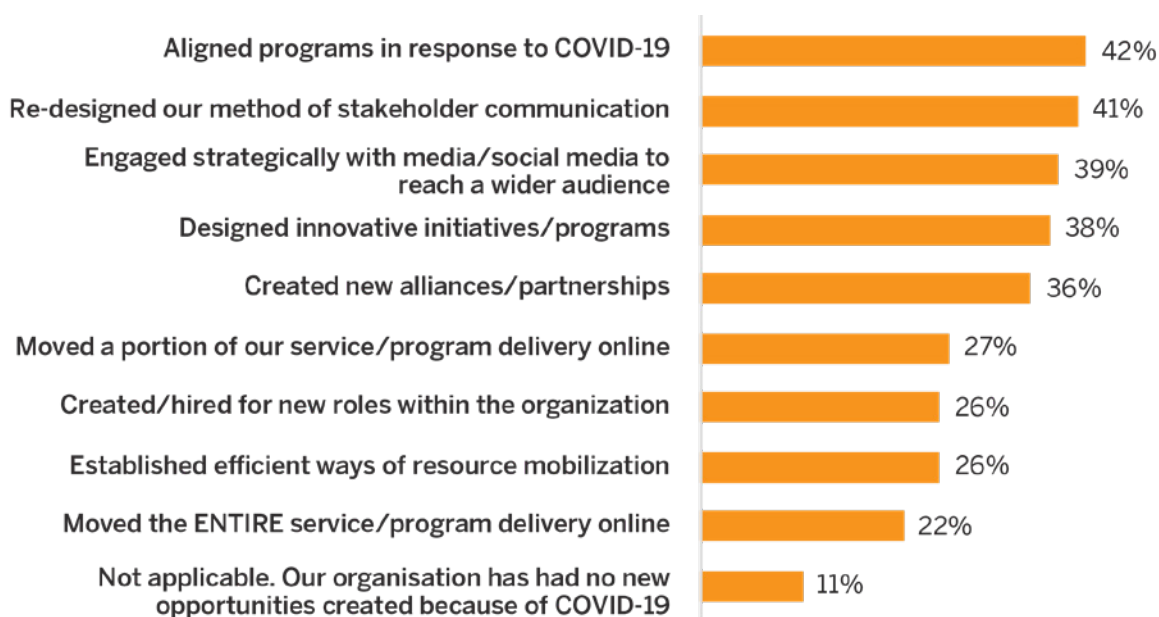 Aligned programs in response to COVID-19 42%
Re-designed our method of stakeholder communication 41%
Engaged strategically with media/social media to
reach a wider audience 39%
Designed innovative initiatives/programs 38%
Created new alliances/partnerships 36%
Moved a portion of our service/program delivery online 27%
Created/hired for new roles within the organization 26%
Established efficient ways of resource mobilization 26%
Moved the ENTIRE service/program delivery online 22%
Not applicable. Our organisation has had no new
opportunities created because of COVID-19 11%